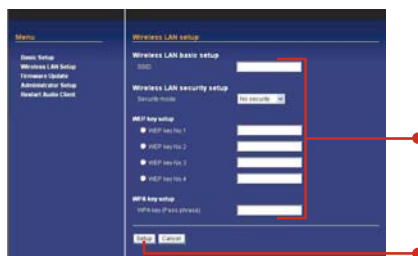 Menu
Basic Setup
Wireless LAN Setup
Firmware Update
Administrator Setup
Restart Audio Client
Wireless LAN setup
Wireless LAN basic setup
SSID
Wireless LAN security setup
Security mode
No security
WEP key setup
WEP key No.1
WEP key No.2
WEP key No.3
WEP key No.4
WPA key setup
WPA key (Pass phrase)
Setup
Cancel